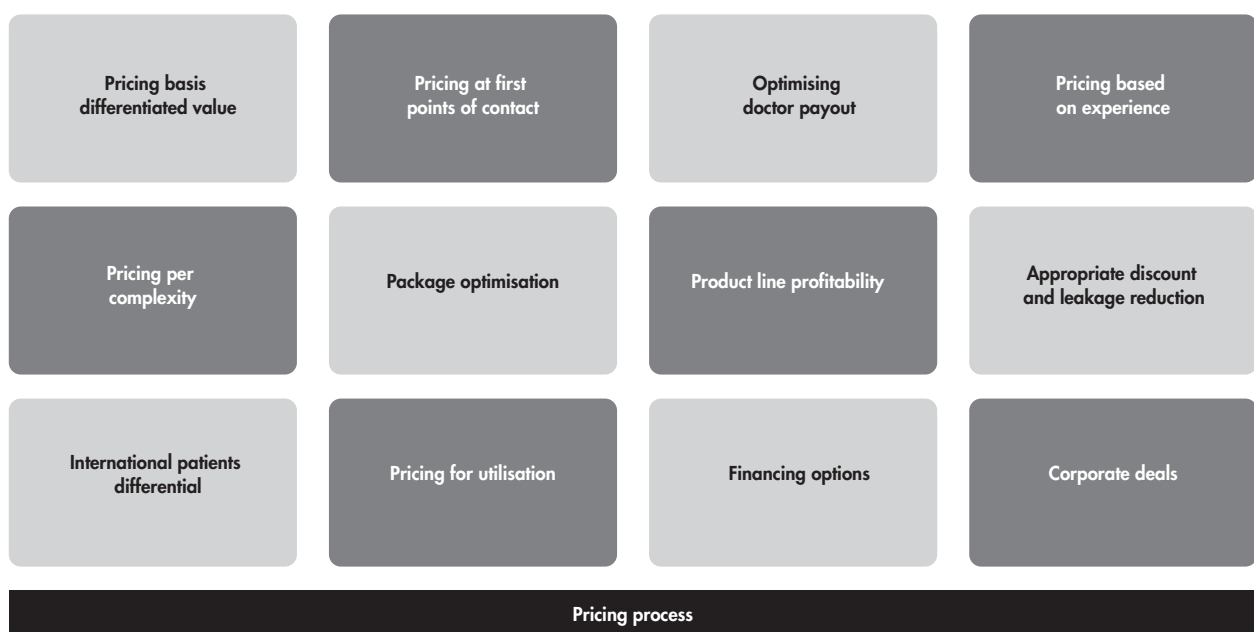 Pricing basis
differentiated value
Pricing at first
points of contact
Optimising
doctor payout
Pricing based
on experience
Pricing per
complexity
Package optimisation
Product line profitability
Appropriate discount
and leakage reduction
International patients
differential
Pricing for utilisation
Financing options
Corporate deals
Pricing process